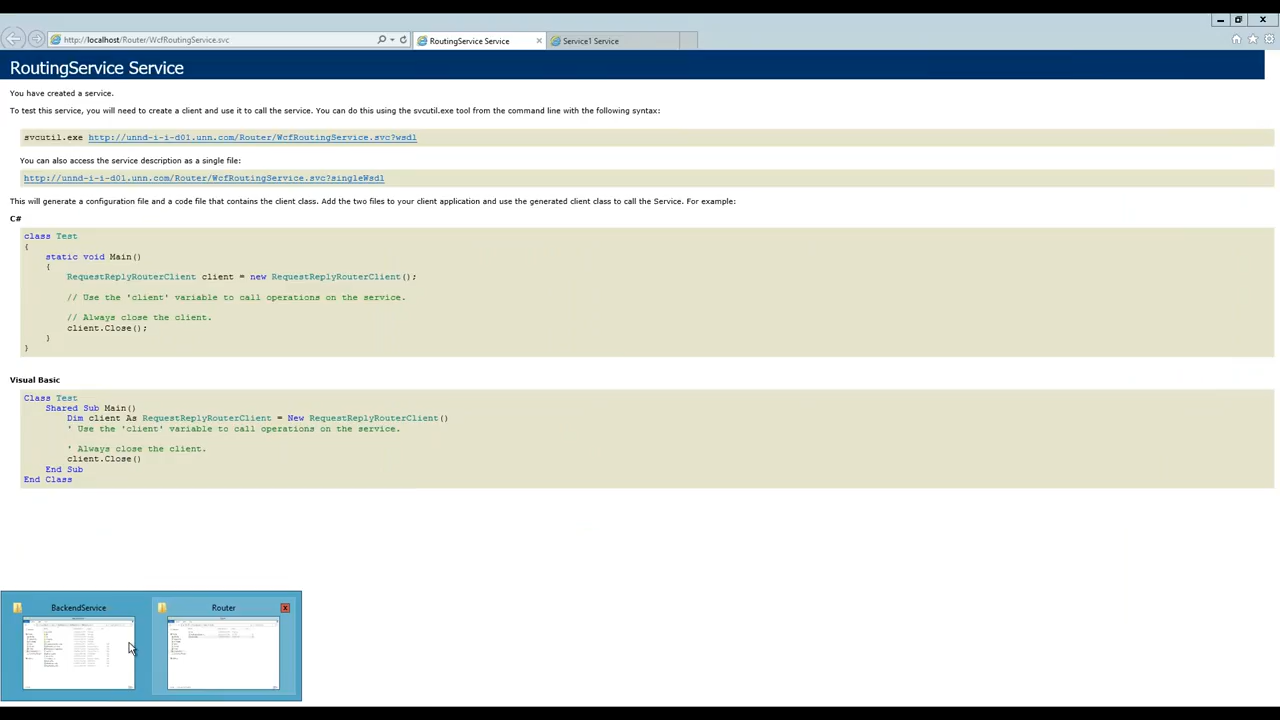 http://localhost/Router/WcfRoutingService.svc
RoutingService Service
Service1 Service
RoutingService Service
You have created a service.
To test this service, you will need to create a client and use it to call the service. You can do this using the svcutil.exe tool from the command line with the following syntax:
svcutil.exe http://unnd-i-i-d01.unn.com/Router/WcfRoutingService.svc?wsdl
You can also access the service description as a single file:
http://unnd-i-i-d01.unn.com/Router/WcfRoutingService.svc?singleWsdl
This will generate a configuration file and a code file that contains the client class. Add the two files to your client application and use the generated client class to call the Service. For example:
C#
class Test
{
static void Main()
{
RequestReplyRouterClient client = new RequestReplyRouterClient();
// Use the 'client' variable to call operations on the service.
// Always close the client.
client.Close();
}
}
Visual Basic
Class Test
Shared Sub Main()
Dim client As RequestReplyRouterClient = New RequestReplyRouterClient()
' Use the 'client' variable to call operations on the service.
' Always close the client.
client.Close()
End Sub
End Class
BackendService
Router